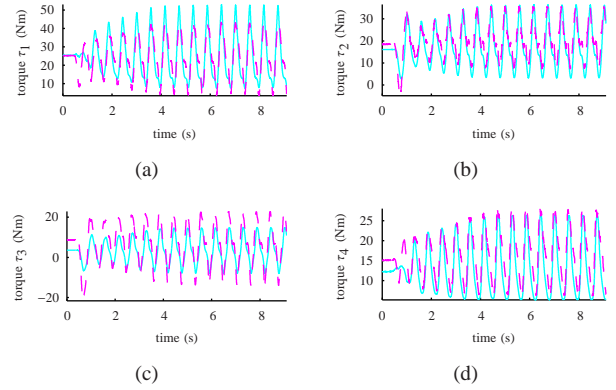 torque τ1 (Nm)
50
40
30
20
10
0 2 4 6 8
time (s)
(a)
torque τ2 (Nm)
30
20
10
0
0 2 4 6 8
time (s)
(b)
torque τ3 (Nm)
20
0
−20
0 2 4 6 8
time (s)
(c)
torque τ4 (Nm)
25
20
15
10
0 2 4 6 8
time (s)
(d)